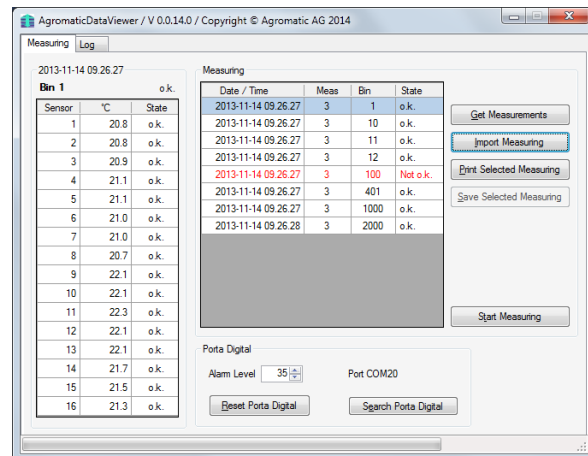 AgromaticDataViewer / V 0.0.14.0 / Copyright © Agromatic AG 2014
Measuring Log
2013-11-14 09.26.27
Bin 1 o.k.
Sensor °C State
1 20.8 o.k.
2 20.8 o.k.
3 20.9 o.k.
4 21.1 o.k.
5 21.1 o.k.
6 21.0 o.k.
7 21.0 o.k.
8 20.7 o.k.
9 22.1 o.k.
10 22.1 o.k.
11 22.3 o.k.
12 22.1 o.k.
13 22.1 o.k.
14 21.7 o.k.
15 21.5 o.k.
16 21.3 o.k.
Measuring
Date / Time Meas Bin State
2013-11-14 09.26.27 3 1 o.k.
2013-11-14 09.26.27 3 10 o.k.
2013-11-14 09.26.27 3 11 o.k.
2013-11-14 09.26.27 3 12 o.k.
2013-11-14 09.26.27 3 100 Not o.k.
2013-11-14 09.26.27 3 401 o.k.
2013-11-14 09.26.27 3 1000 o.k.
2013-11-14 09.26.28 3 2000 o.k.
Get Measurements
Import Measuring
Print Selected Measuring
Save Selected Measuring
Start Measuring
Porta Digital
Alarm Level 35 Port COM20
Reset Porta Digital Search Porta Digital